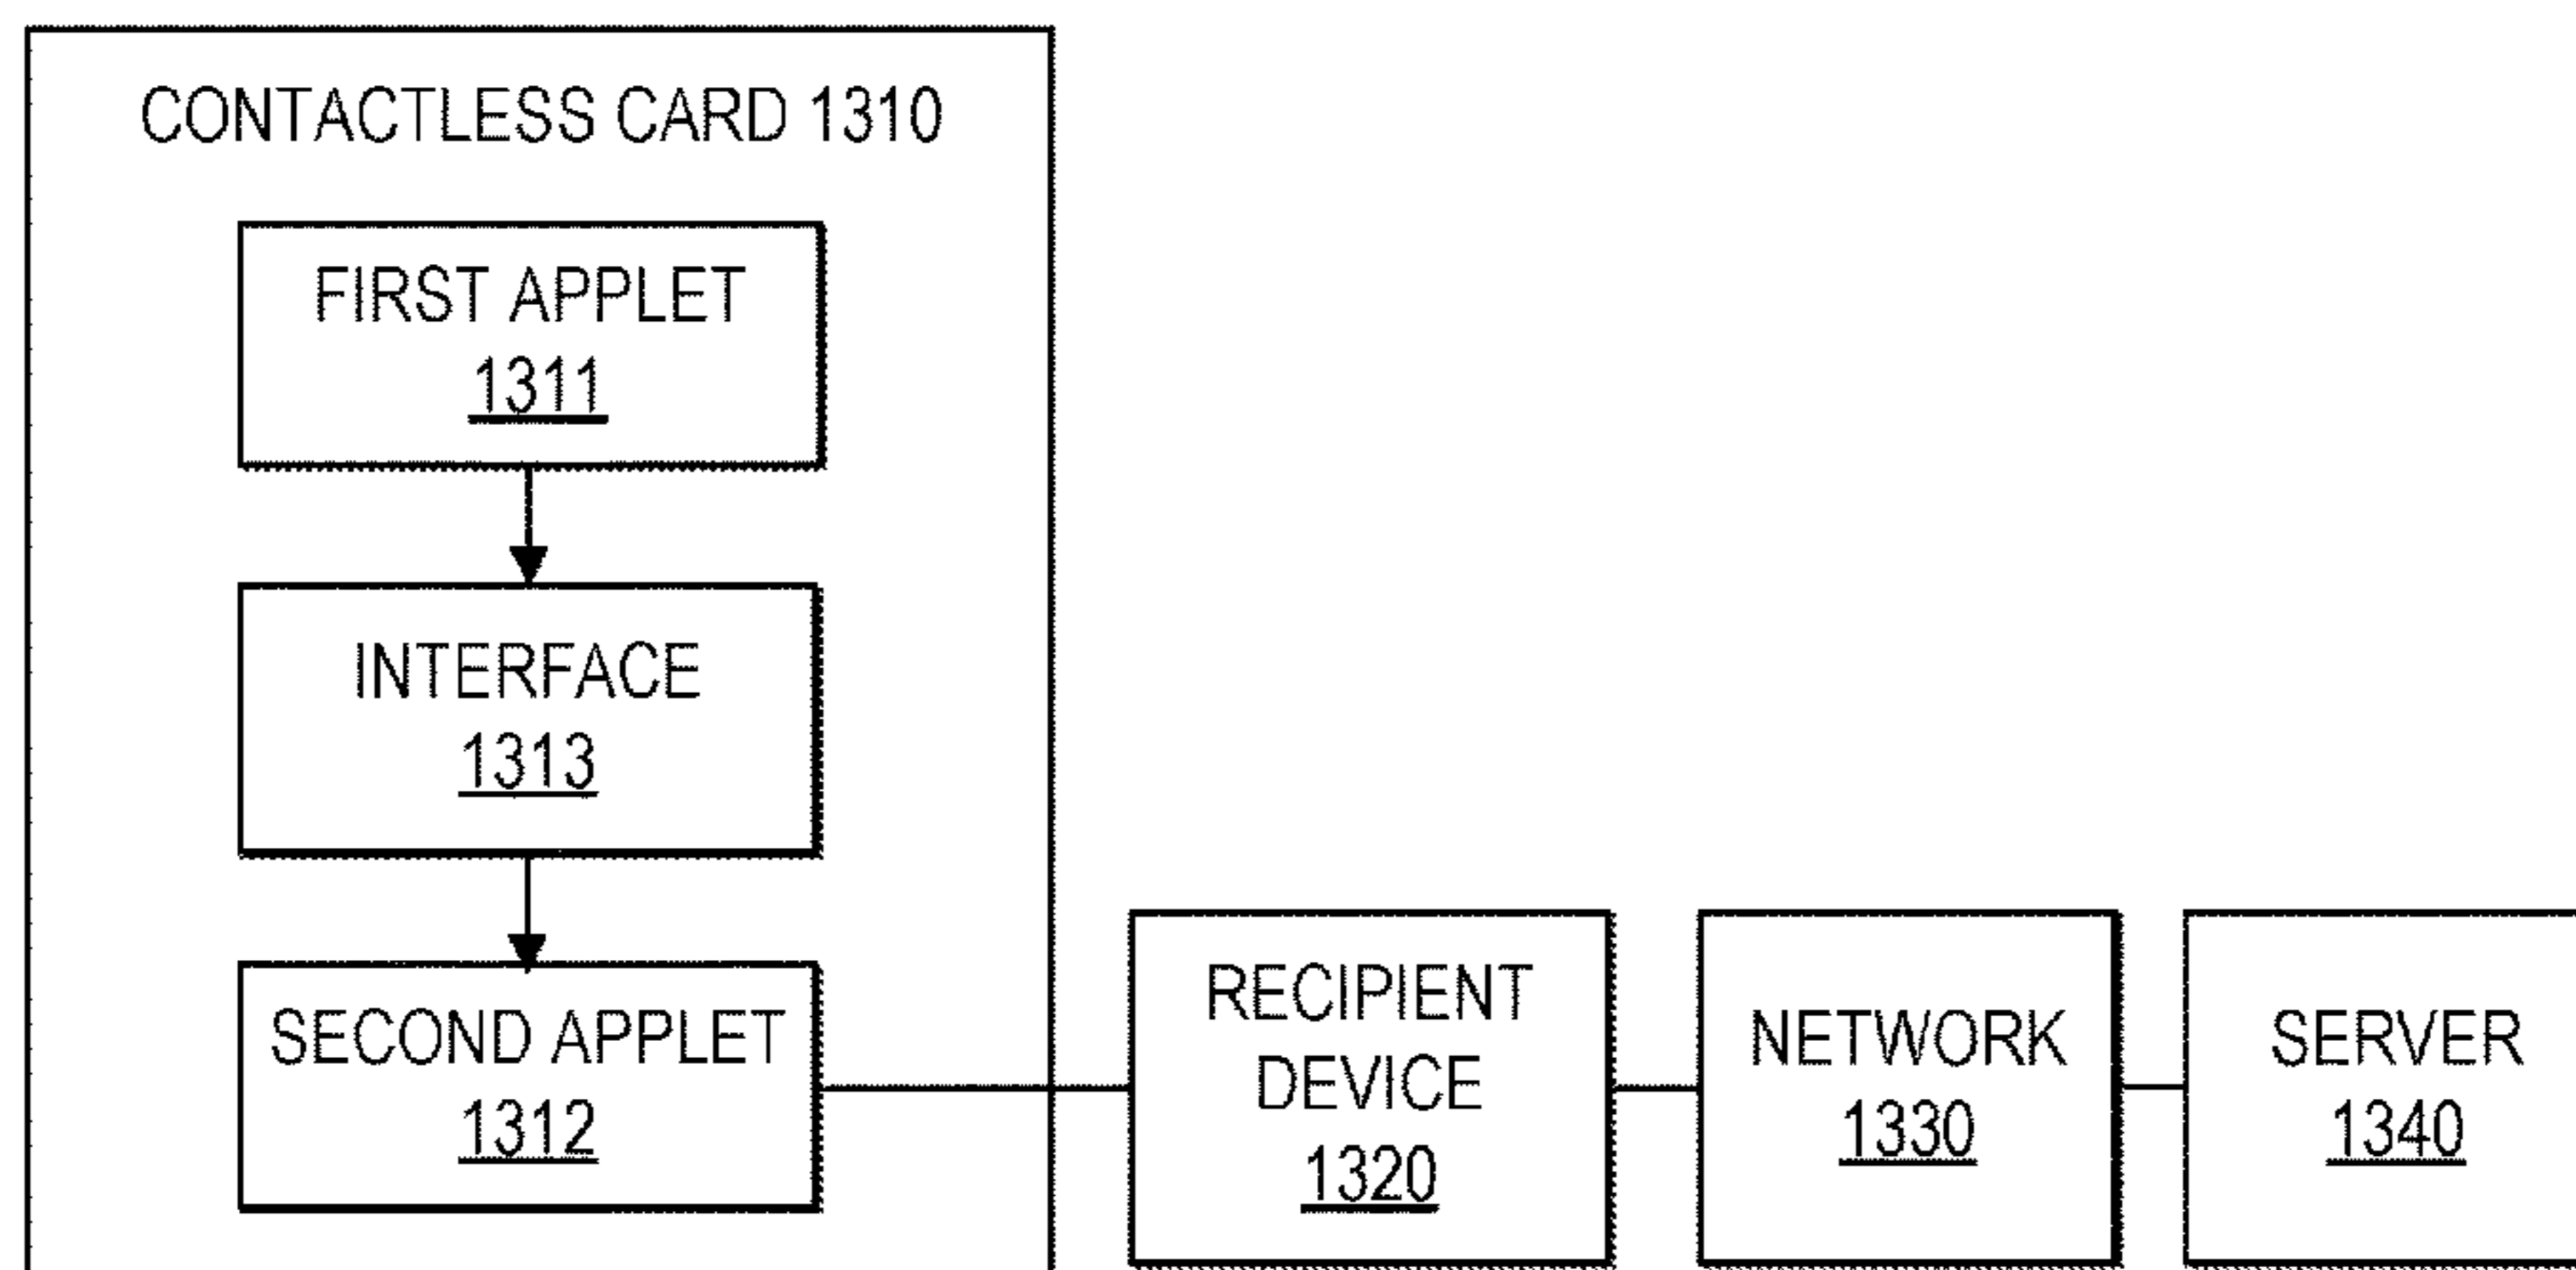 CONTACTLESS CARD 1310
FIRST APPLET
1311
INTERFACE
1313
SECOND APPLET
1312
RECIPIENT
DEVICE
1320
NETWORK
1330
SERVER
1340